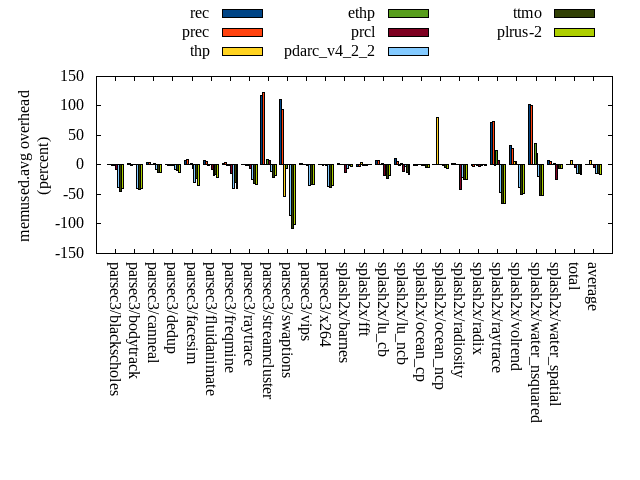 rec ethp ttmo
prec prcl plrus-2
thp pdarc_v4_2_2
memused.avg overhead
(percent)
150
100
50
0
-50
-100
-150
parsec3/blackscholes
parsec3/bodytrack
parsec3/canneal
parsec3/dedup
parsec3/facesim
parsec3/fluidanimate
parsec3/freqmine
parsec3/raytrace
parsec3/streamcluster
parsec3/swaptions
parsec3/vips
parsec3/x264
splash2x/barnes
splash2x/fft
splash2x/lu_cb
splash2x/lu_ncb
splash2x/ocean_cp
splash2x/ocean_ncp
splash2x/radiosity
splash2x/radix
splash2x/raytrace
splash2x/volrend
splash2x/water_nsquared
splash2x/water_spatial
total
average